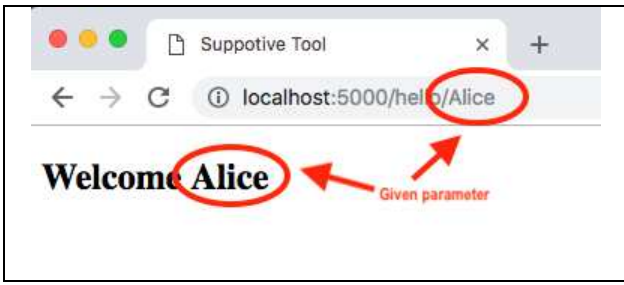 Suppotive Tool
localhost:5000/hello/Alice
Welcome Alice
Given parameter